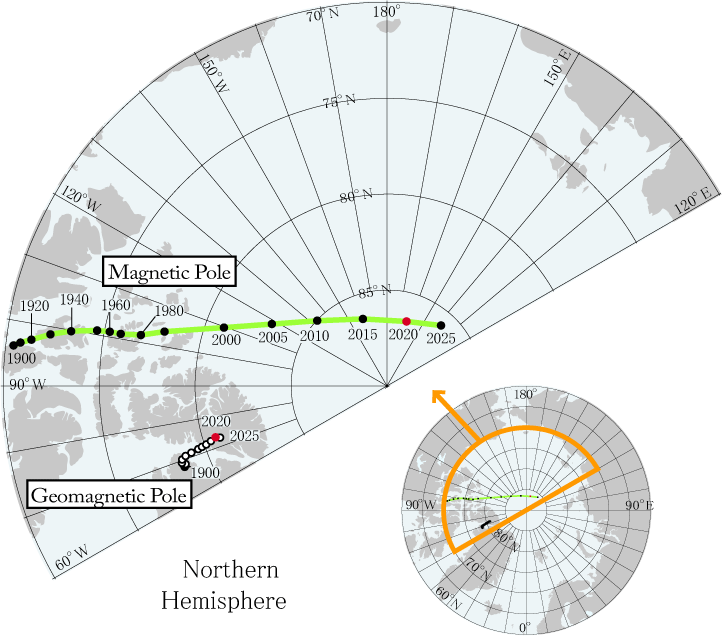 70°N
180°
150°W
150°E
75°N
120°W
80°N
120°E
Magnetic Pole
85°N
1920
1940
1960
1980
2000
2005
2010
2015
2020
2025
1900
90°W
2020
2025
1900
Geomagnetic Pole
60°W
Northern
Hemisphere
180°
90°W
90°E
80°N
70°N
60°N
0°